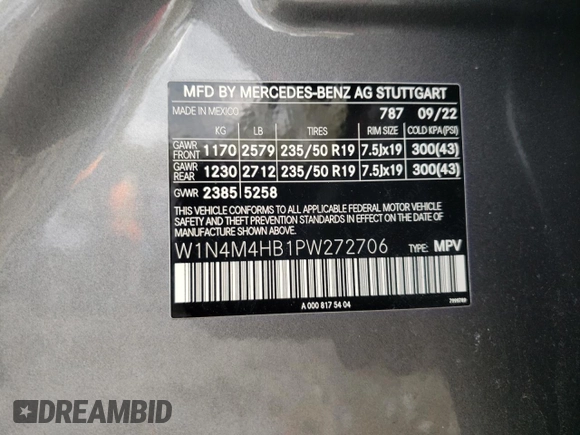 MFD BY MERCEDES-BENZ AG STUTTGART
MADE IN MEXICO 787 09/22
KG LB TIRES RIM SIZE COLD KPA(PSI)
GAWR FRONT 1170 2579 235/50 R19 7.5Jx19 300(43)
GAWR REAR 1230 2712 235/50 R19 7.5Jx19 300(43)
GVWR 2385 5258
THIS VEHICLE CONFORMS TO ALL APPLICABLE FEDERAL MOTOR VEHICLE
SAFETY AND THEFT PREVENTION STANDARDS IN EFFECT ON THE DATE OF
MANUFACTURE SHOWN ABOVE.
W1N4M4HB1PW272706 TYPE: MPV
A 000 817 54 04
DREAMBID